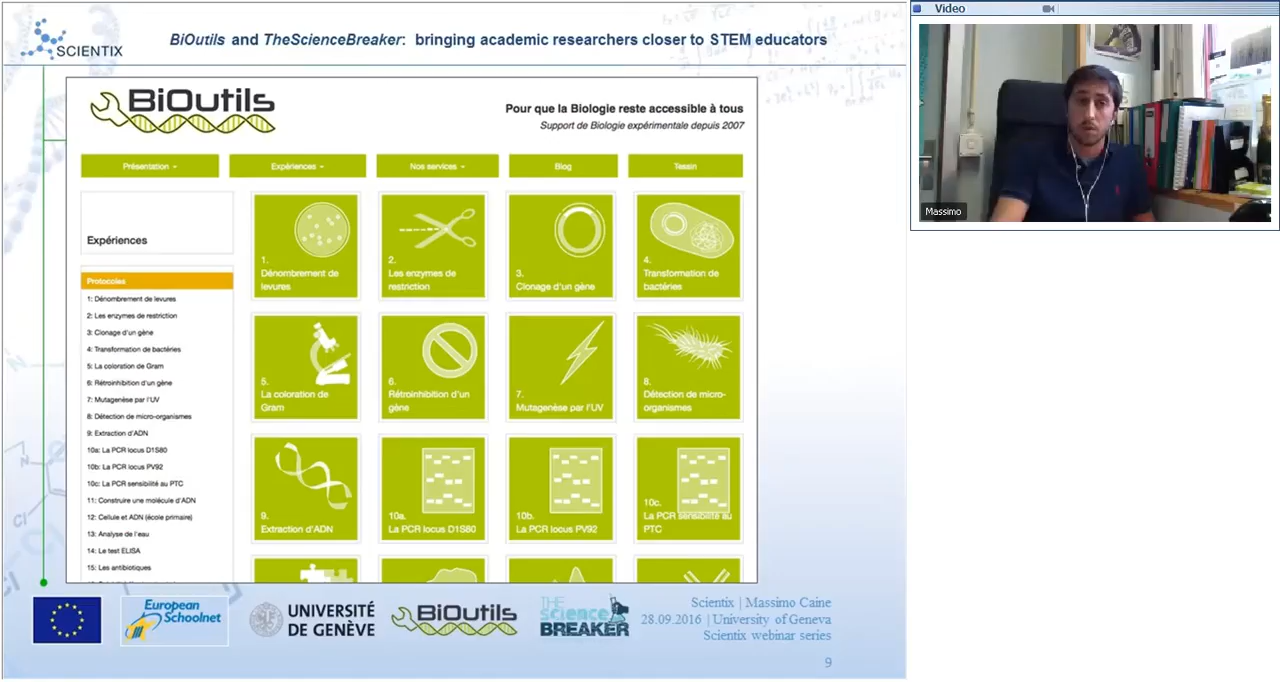 Video
SCIENTIX
BiOutils and TheScienceBreaker: bringing academic researchers closer to STEM educators
BiOutils
Pour que la Biologie reste accessible à tous
Support de Biologie expérimentale depuis 2007
Présentation
Expériences
Nos services
Blog
Tessin
Expériences
Protocoles
1: Dénombrement de levures
2: Les enzymes de restriction
3: Clonage d'un gène
4: Transformation de bactéries
5: La coloration de Gram
6: Rétroinhibition d'un gène
7: Mutagenèse par l'UV
8: Détection de micro-organismes
9: Extraction d'ADN
10a: La PCR locus D1S80
10b: La PCR locus PV92
10c: La PCR sensibilité au PTC
11: Construire une molécule d'ADN
12: Cellule et ADN (école primaire)
13: Analyse de l'eau
14: Le test ELISA
15: Les antibiotiques
1.
Dénombrement de
levures
2.
Les enzymes de
restriction
3.
Clonage d'un gène
4.
Transformation de
bactéries
5.
La coloration de
Gram
6.
Rétroinhibition d'un
gène
7.
Mutagenèse par l'UV
8.
Détection de micro-
organismes
9.
Extraction d'ADN
10a.
La PCR locus D1S80
10b.
La PCR locus PV92
10c.
La PCR sensibilité au
PTC
Massimo
European
Schoolnet
UNIVERSITÉ
DE GENÈVE
BiOutils
THE
Science
BREAKER
Scientix | Massimo Caine
28.09.2016 | University of Geneva
Scientix webinar series
9